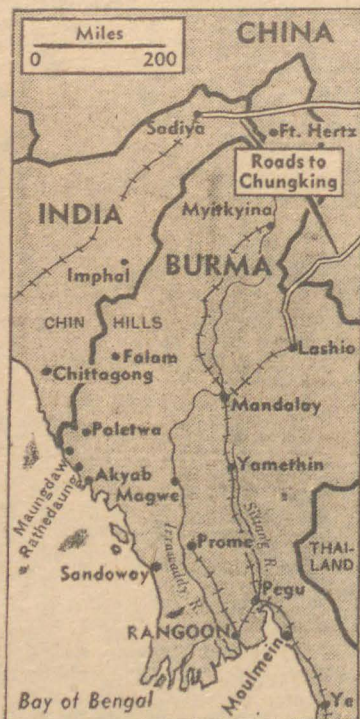 Miles
0 200
CHINA
Sadiya
Ft. Hertz
Roads to
Chungking
INDIA
Myitkyina
Imphal
BURMA
CHIN HILLS
Falam
Lashio
Chittagong
Mandalay
Paletwa
Maungdaw
Rathedaung
Akyab
Magwe
Yamethin
Sittang R.
Irrawaddy R.
Prome
THAI-
LAND
Sandoway
Pegu
RANGOON
Moulmein
Bay of Bengal
Ye